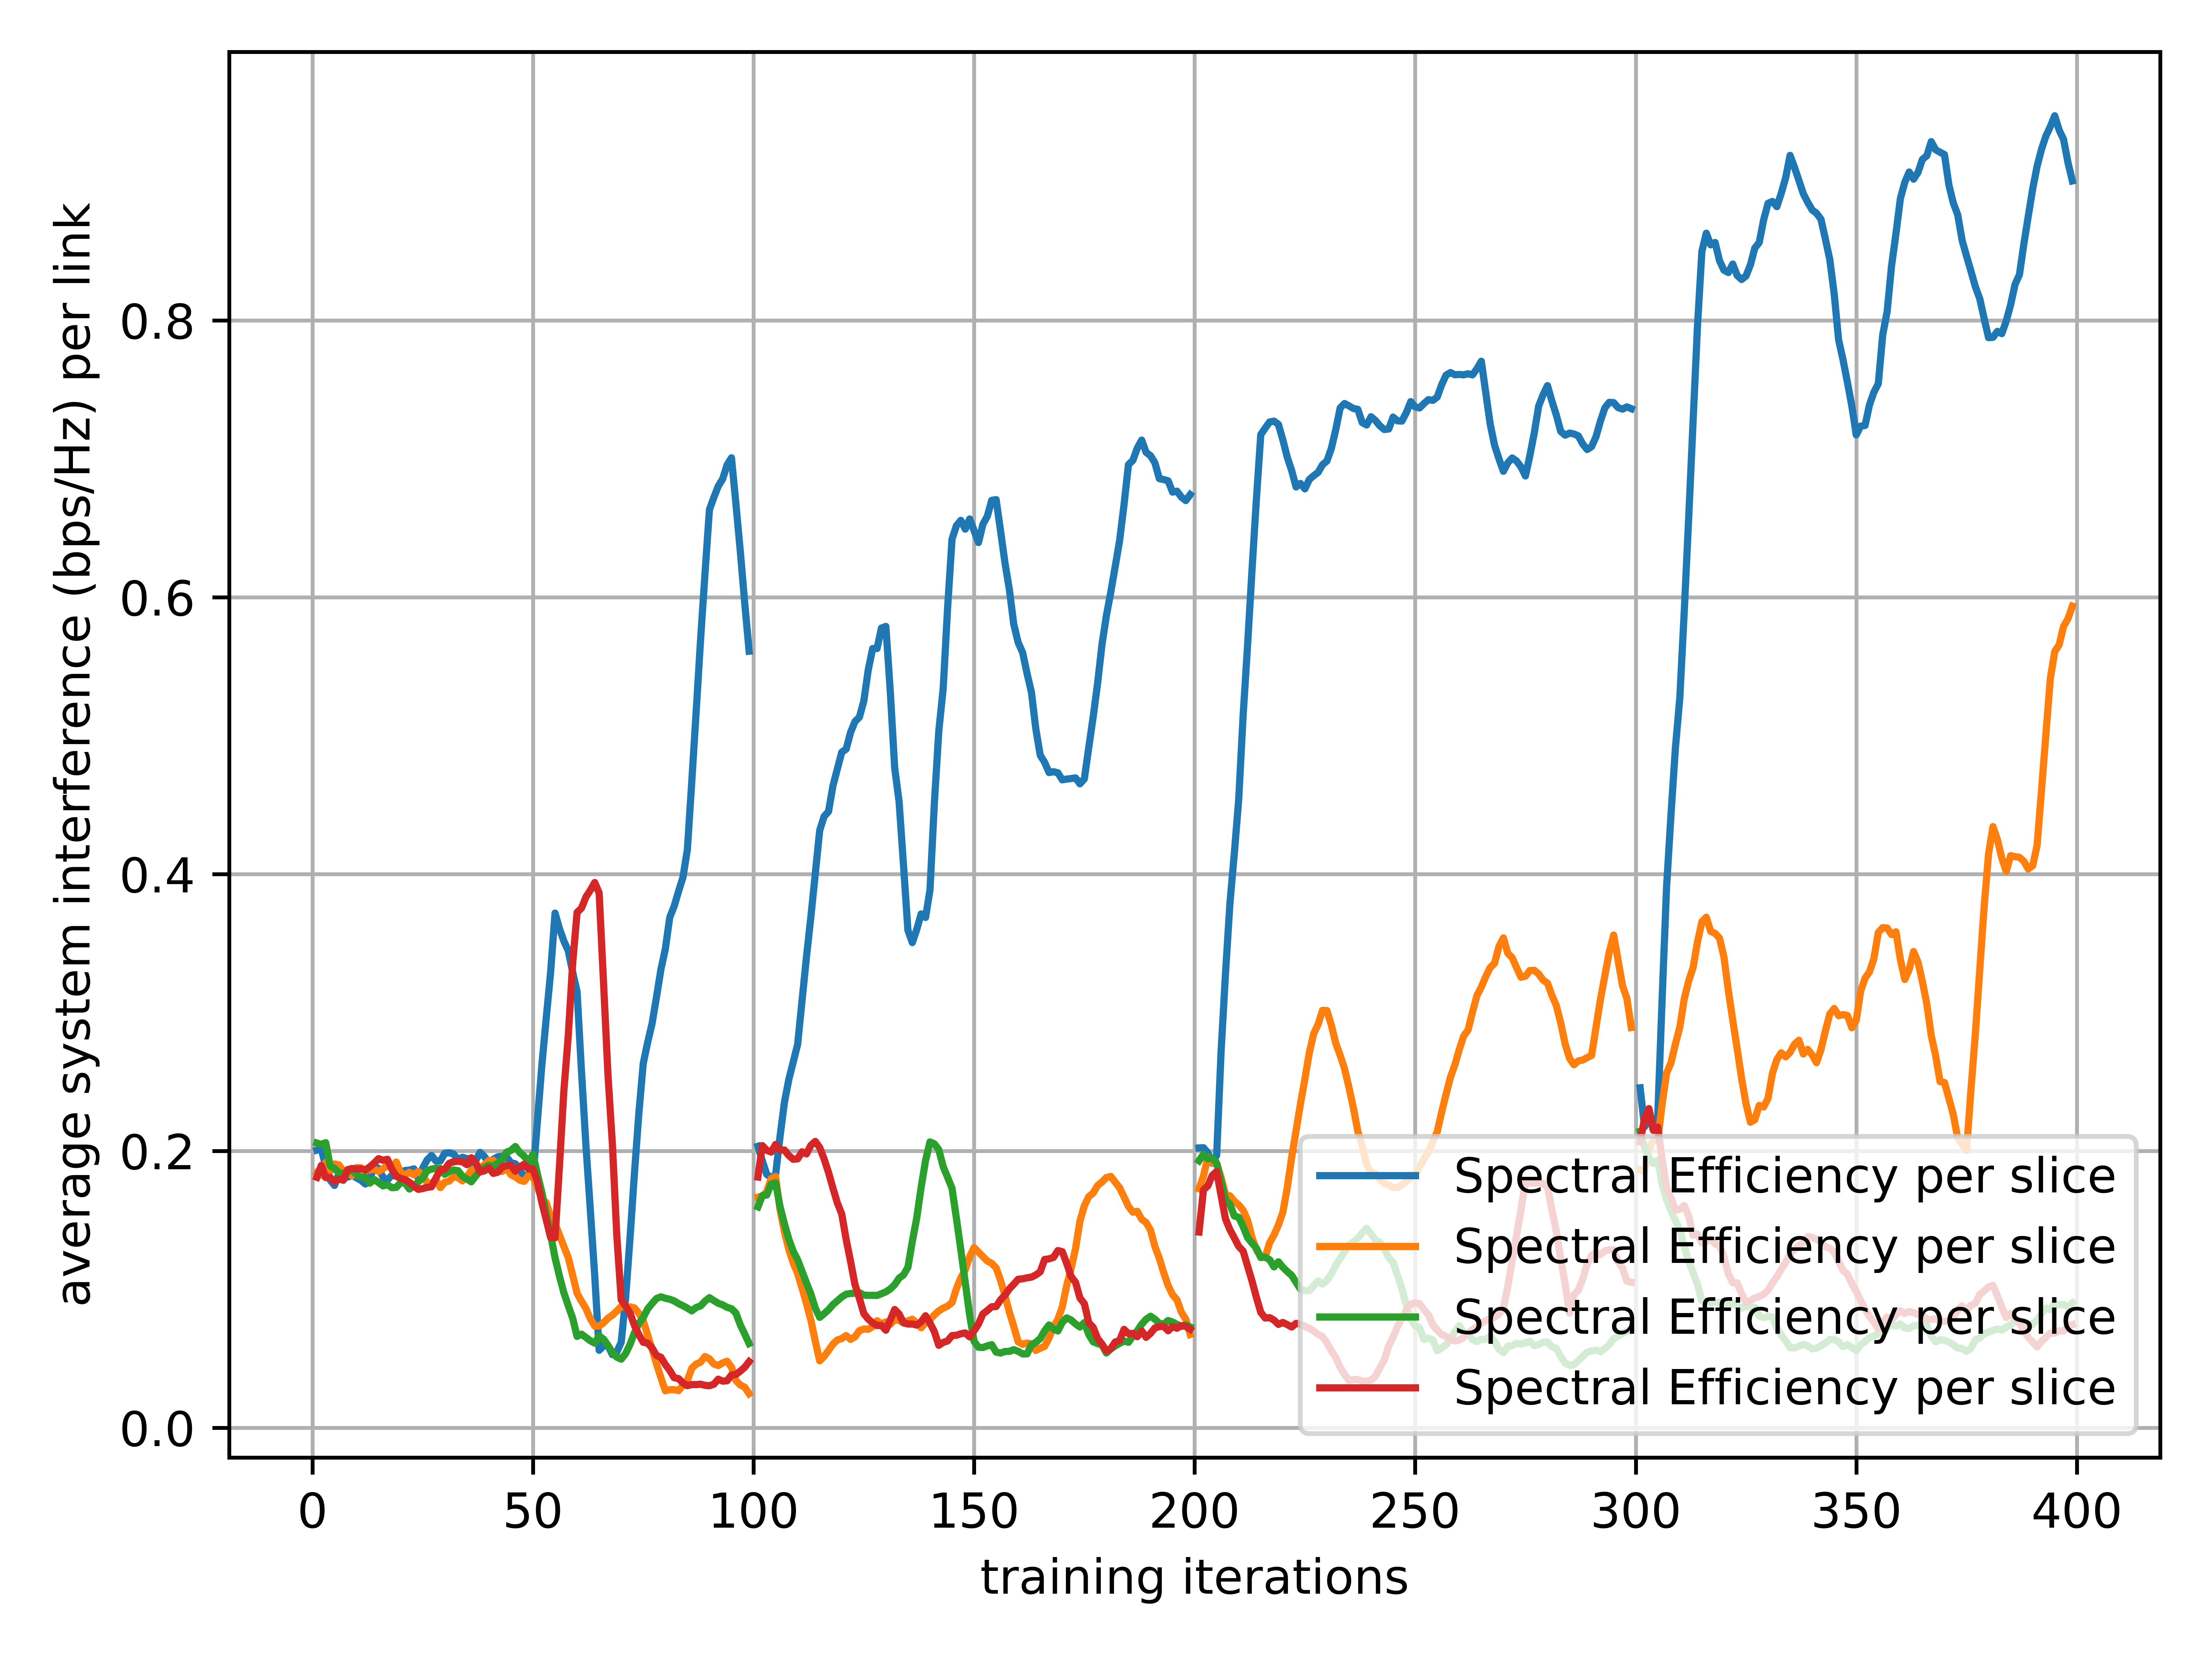 average system interference (bps/Hz) per link
0.8
0.6
0.4
0.2
0.0
Spectral Efficiency per slice
Spectral Efficiency per slice
Spectral Efficiency per slice
Spectral Efficiency per slice
0 50 100 150 200 250 300 350 400
training iterations